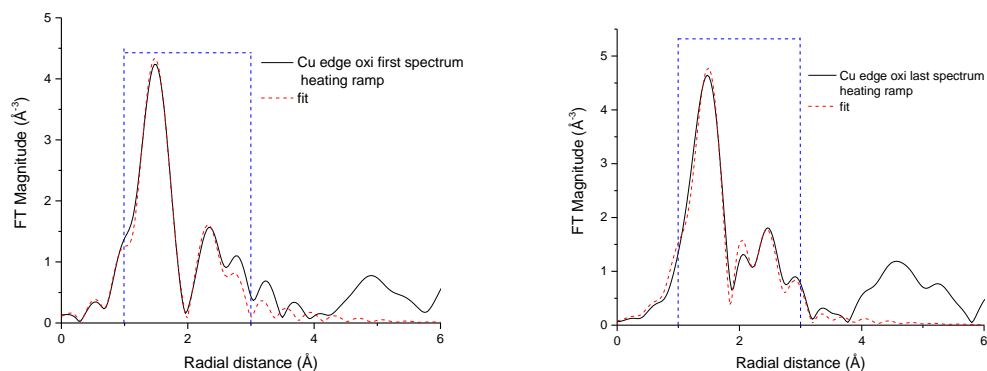 5
4
3
2
1
0
FT Magnitude (Å⁻³)
0
2
4
6
Radial distance (Å)
Cu edge oxi first spectrum
heating ramp
fit
5
4
3
2
1
0
FT Magnitude (Å⁻³)
0
2
4
6
Radial distance (Å)
Cu edge oxi last spectrum
heating ramp
fit